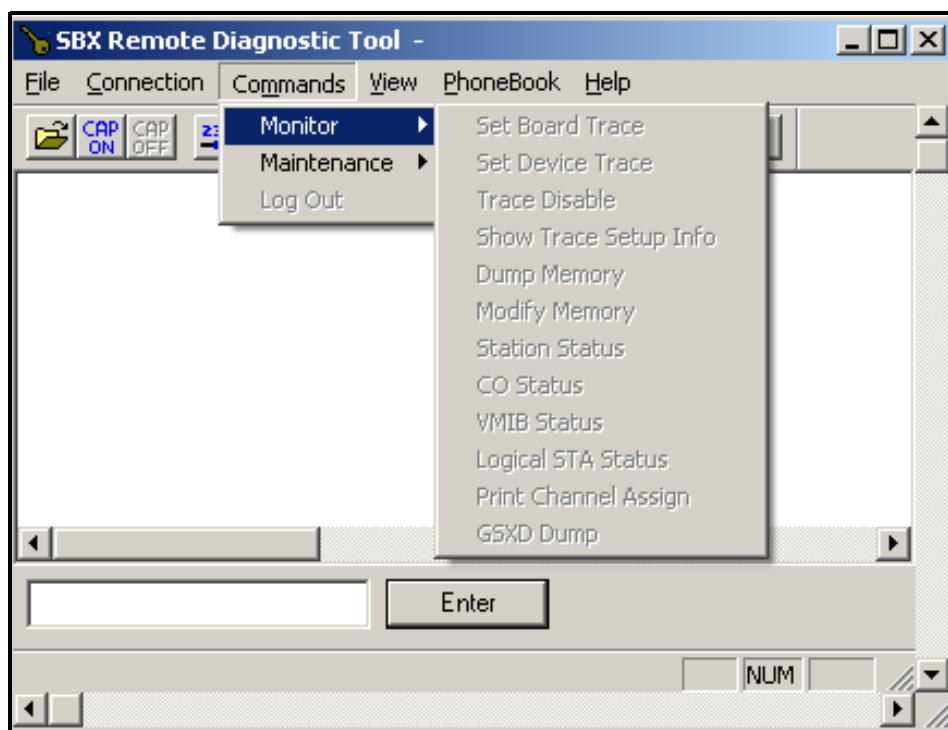 SBX Remote Diagnostic Tool -
File Connection Commands View PhoneBook Help
CAP ON
CAP OFF
Monitor
Maintenance
Log Out
Set Board Trace
Set Device Trace
Trace Disable
Show Trace Setup Info
Dump Memory
Modify Memory
Station Status
CO Status
VMIB Status
Logical STA Status
Print Channel Assign
GSXD Dump
Enter
NUM